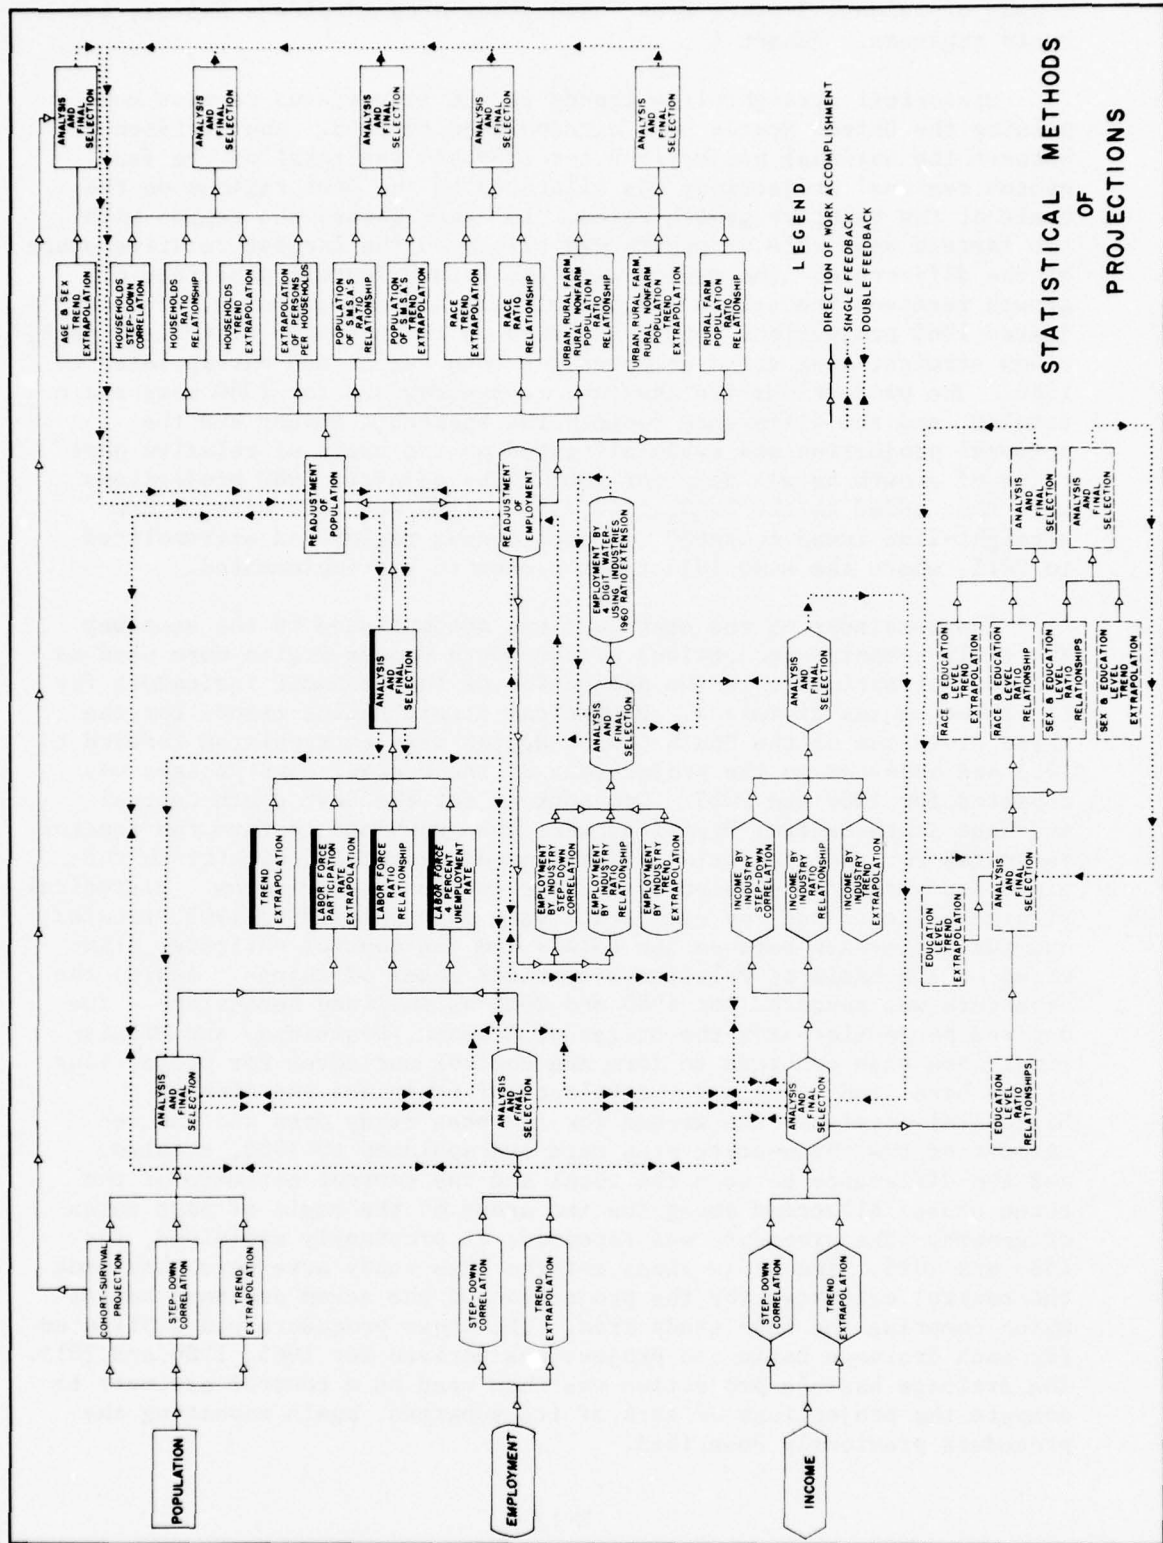 POPULATION
COHORT-SURVIVAL
PROJECTION
STEP-DOWN
CORRELATION
TREND
EXTRAPOLATION
ANALYSIS
AND
FINAL
SELECTION
TREND
EXTRAPOLATION
LABOR FORCE
PARTICIPATION
RATE
EXTRAPOLATION
LABOR FORCE
RATIO
RELATIONSHIP
LABOR FORCE
4 PERCENT
UNEMPLOYMENT
RATE
ANALYSIS
AND
FINAL
SELECTION
READJUSTMENT
OF
POPULATION
AGE & SEX
TREND
EXTRAPOLATION
HOUSEHOLDS
STEP-DOWN
CORRELATION
HOUSEHOLDS
RATIO
RELATIONSHIP
HOUSEHOLDS
TREND
EXTRAPOLATION
EXTRAPOLATION
OF PERSONS
PER HOUSEHOLDS
POPULATION
OF S.M.S.A'S
RATIO
RELATIONSHIP
POPULATION
OF S.M.S.A'S
TREND
EXTRAPOLATION
RACE
TREND
EXTRAPOLATION
RACE
RATIO
RELATIONSHIP
URBAN, RURAL FARM,
RURAL NONFARM
POPULATION
RATIO
RELATIONSHIP
URBAN, RURAL FARM,
RURAL NONFARM
POPULATION
TREND
EXTRAPOLATION
RURAL FARM
POPULATION
RATIO
RELATIONSHIP
ANALYSIS
AND
FINAL
SELECTION
ANALYSIS
AND
FINAL
SELECTION
ANALYSIS
AND
FINAL
SELECTION
ANALYSIS
AND
FINAL
SELECTION
ANALYSIS
AND
FINAL
SELECTION
EMPLOYMENT
STEP-DOWN
CORRELATION
TREND
EXTRAPOLATION
ANALYSIS
AND
FINAL
SELECTION
EMPLOYMENT
BY INDUSTRY
STEP-DOWN
CORRELATION
EMPLOYMENT
BY INDUSTRY
RATIO
RELATIONSHIP
EMPLOYMENT
BY INDUSTRY
TREND
EXTRAPOLATION
ANALYSIS
AND
FINAL
SELECTION
EMPLOYMENT BY
4 DIGIT WATER-
USING INDUSTRIES
1960 RATIO EXTENSION
READJUSTMENT
OF
EMPLOYMENT
INCOME
STEP-DOWN
CORRELATION
TREND
EXTRAPOLATION
ANALYSIS
AND
FINAL
SELECTION
INCOME BY
INDUSTRY
STEP-DOWN
CORRELATION
INCOME BY
INDUSTRY
RATIO
RELATIONSHIP
INCOME BY
INDUSTRY
TREND
EXTRAPOLATION
ANALYSIS
AND
FINAL
SELECTION
EDUCATION
LEVEL
RATIO
RELATIONSHIPS
EDUCATION
LEVEL
TREND
EXTRAPOLATION
ANALYSIS
AND
FINAL
SELECTION
RACE & EDUCATION
LEVEL
TREND
EXTRAPOLATION
RACE & EDUCATION
LEVEL
RATIO
RELATIONSHIP
SEX & EDUCATION
LEVEL
RATIO
RELATIONSHIPS
SEX & EDUCATION
LEVEL
TREND
EXTRAPOLATION
ANALYSIS
AND
FINAL
SELECTION
ANALYSIS
AND
FINAL
SELECTION
LEGEND
DIRECTION OF WORK ACCOMPLISHMENT
SINGLE FEEDBACK
DOUBLE FEEDBACK
STATISTICAL METHODS
OF
PROJECTIONS